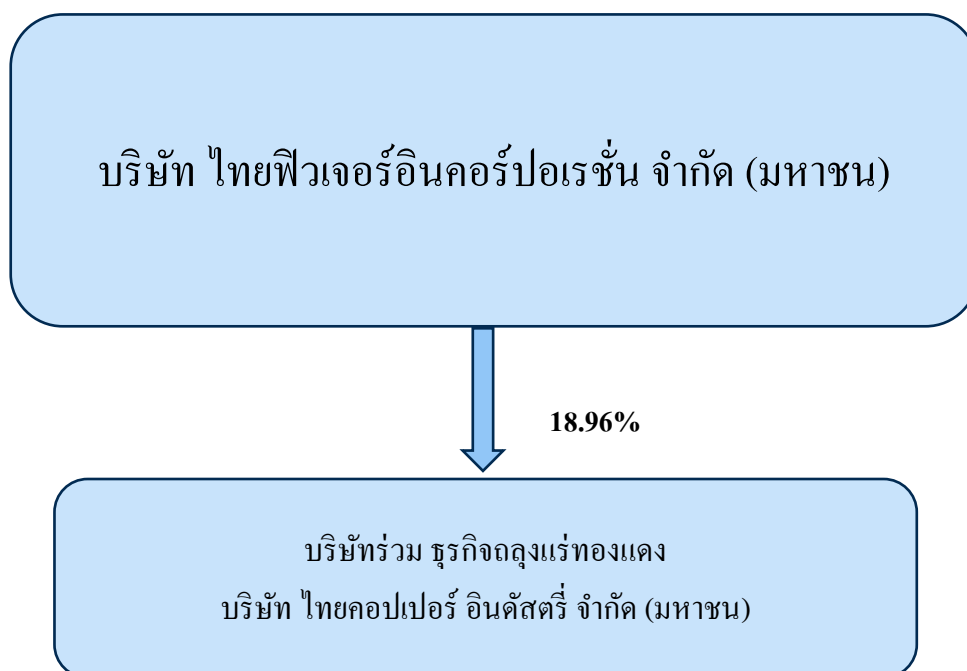 บริษัท ไทยฟิวเจอร์อินคอร์ปอเรชั่น จำกัด (มหาชน)
18.96%
บริษัทร่วม ธุรกิจถลุงแร่ทองแดง
บริษัท ไทยคอปเปอร์ อินดัสตรี่ จำกัด (มหาชน)